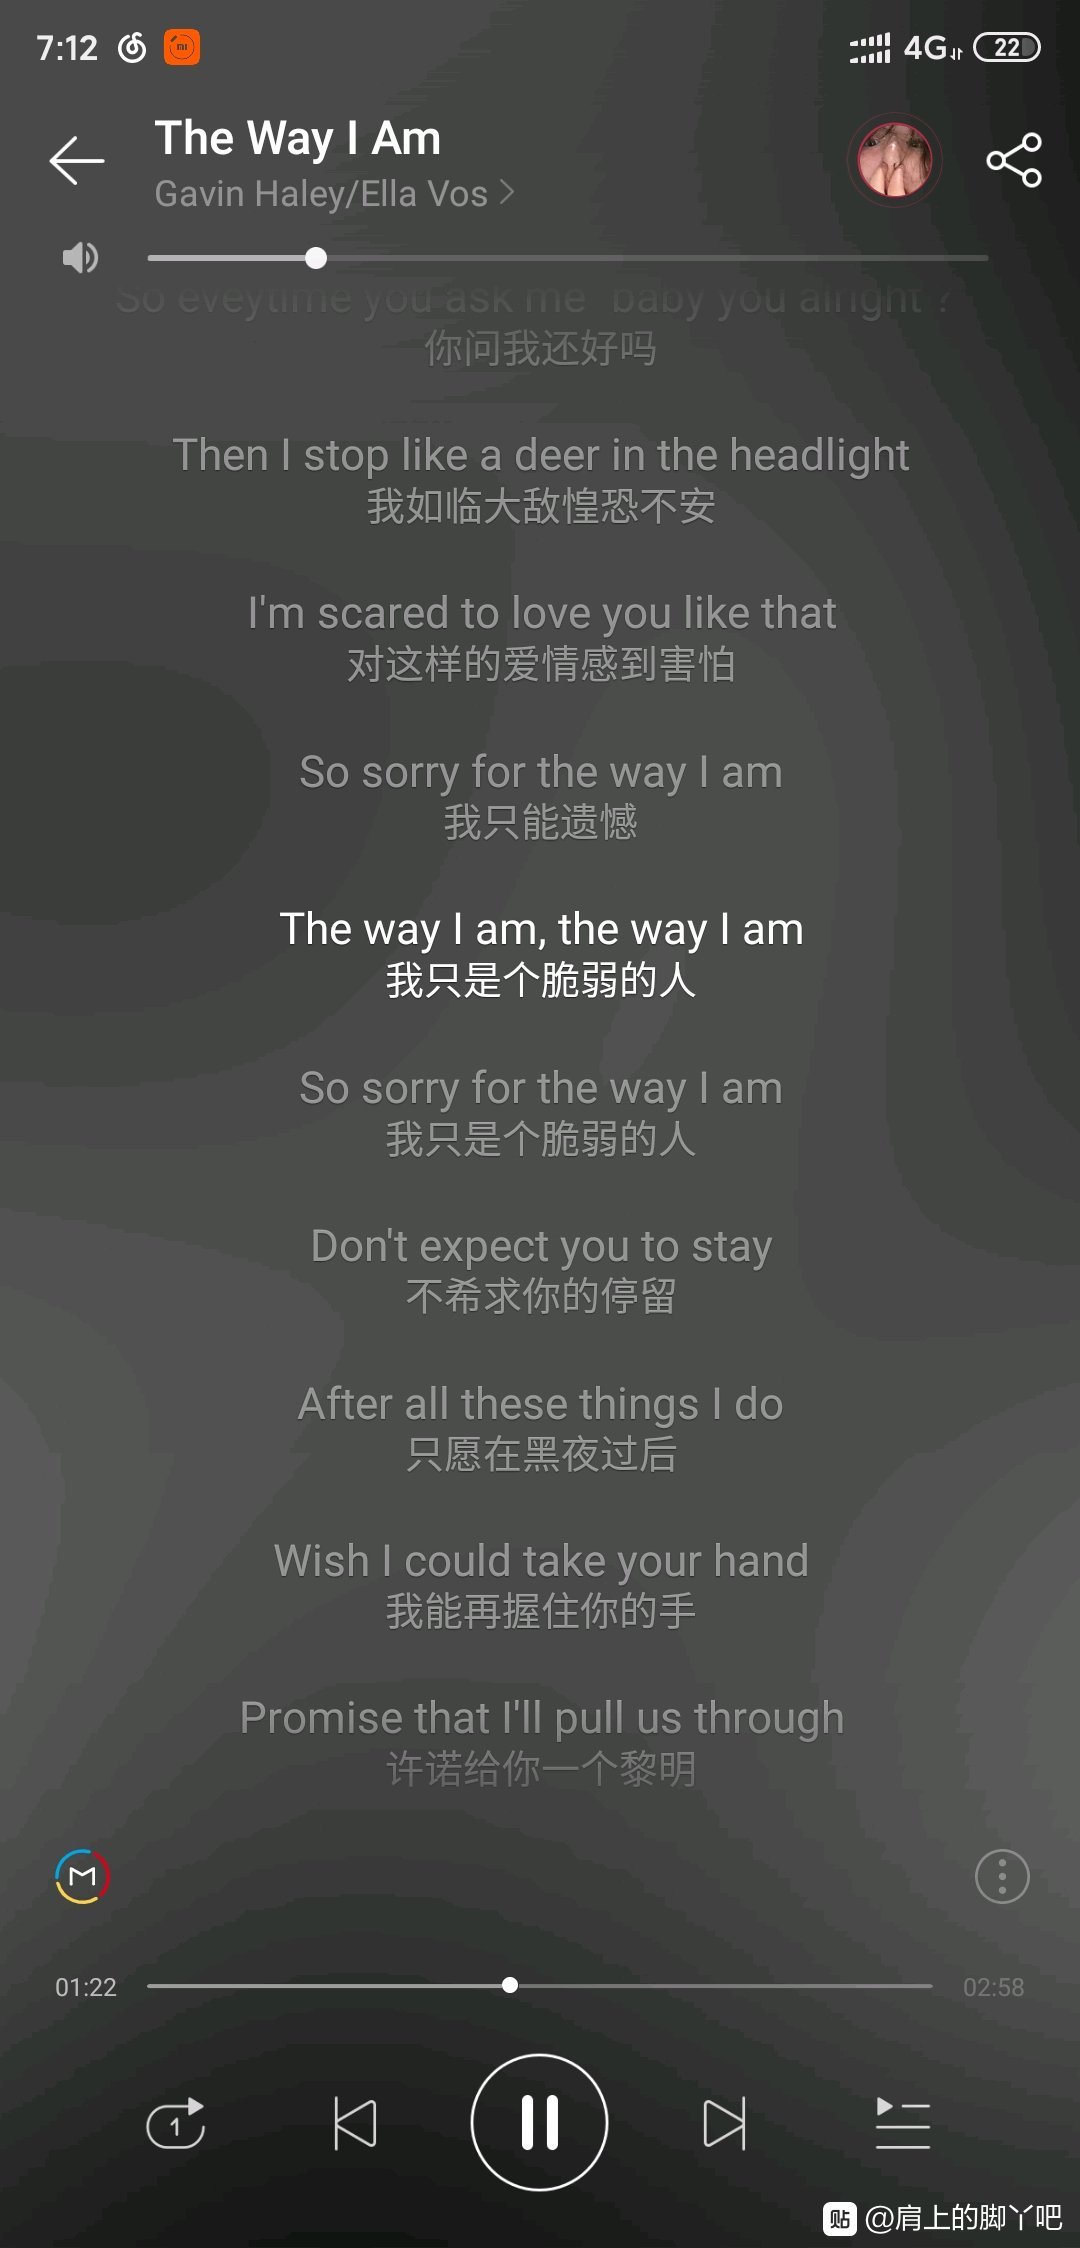 7:12
4G
22
The Way I Am
Gavin Haley/Ella Vos
So eveytime you ask me baby you alright ?
你问我还好吗
Then I stop like a deer in the headlight
我如临大敌惶恐不安
I'm scared to love you like that
对这样的爱情感到害怕
So sorry for the way I am
我只能遗憾
The way I am, the way I am
我只是个脆弱的人
So sorry for the way I am
我只是个脆弱的人
Don't expect you to stay
不希求你的停留
After all these things I do
只愿在黑夜过后
Wish I could take your hand
我能再握住你的手
Promise that I'll pull us through
许诺给你一个黎明
M
01:22
02:58
1
贴 @肩上的脚丫吧